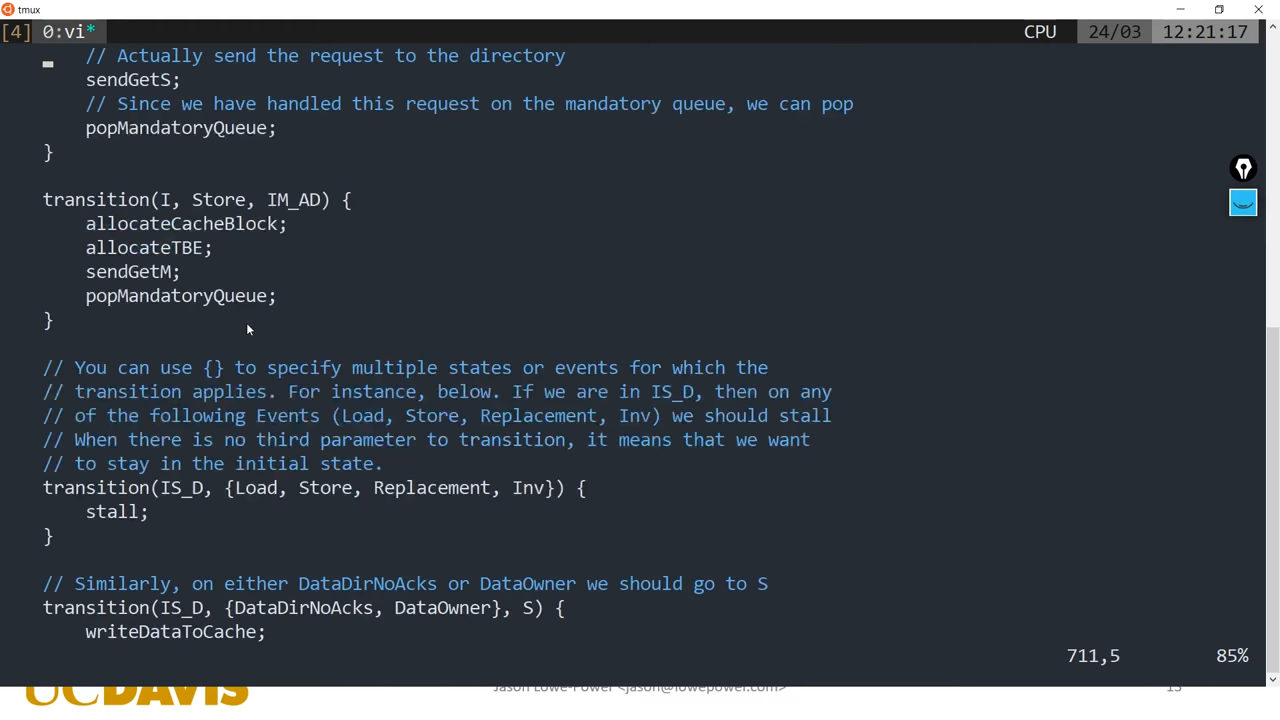 tmux
[4] 0:vi* CPU 24/03 12:21:17
// Actually send the request to the directory
sendGetS;
// Since we have handled this request on the mandatory queue, we can pop
popMandatoryQueue;
}
transition(I, Store, IM_AD) {
allocateCacheBlock;
allocateTBE;
sendGetM;
popMandatoryQueue;
}
// You can use {} to specify multiple states or events for which the
// transition applies. For instance, below. If we are in IS_D, then on any
// of the following Events (Load, Store, Replacement, Inv) we should stall
// When there is no third parameter to transition, it means that we want
// to stay in the initial state.
transition(IS_D, {Load, Store, Replacement, Inv}) {
stall;
}
// Similarly, on either DataDirNoAcks or DataOwner we should go to S
transition(IS_D, {DataDirNoAcks, DataOwner}, S) {
writeDataToCache;
711,5 85%
UCDAVIS Jason Lowe-Power <jason@lowepower.com>